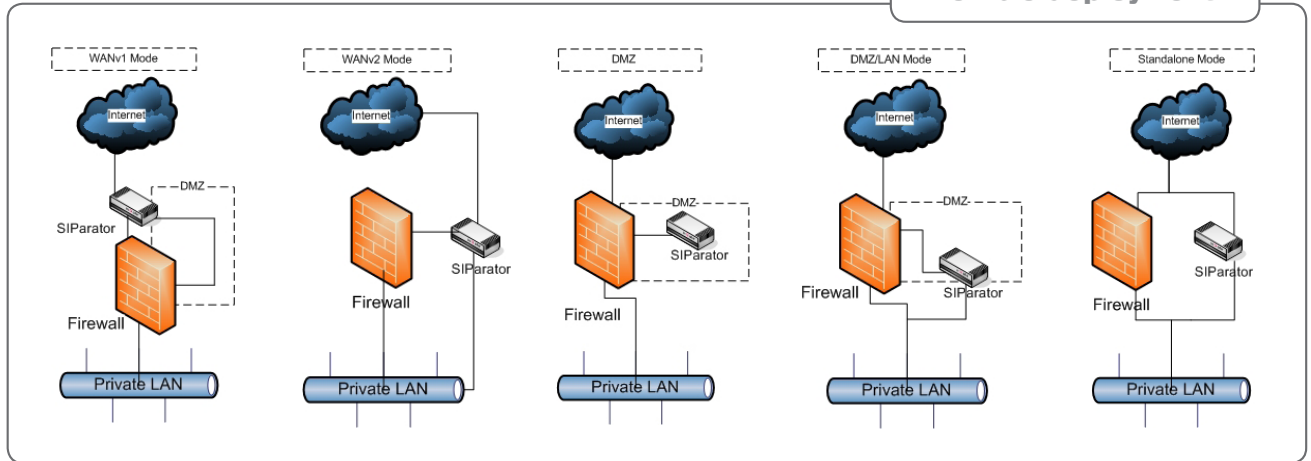 WANv1 Mode
Internet
DMZ
SIParator
Firewall
Private LAN
WANv2 Mode
Internet
SIParator
Firewall
Private LAN
DMZ
Internet
DMZ
SIParator
Firewall
Private LAN
DMZ/LAN Mode
Internet
DMZ
SIParator
Firewall
Private LAN
Standalone Mode
Internet
SIParator
Firewall
Private LAN